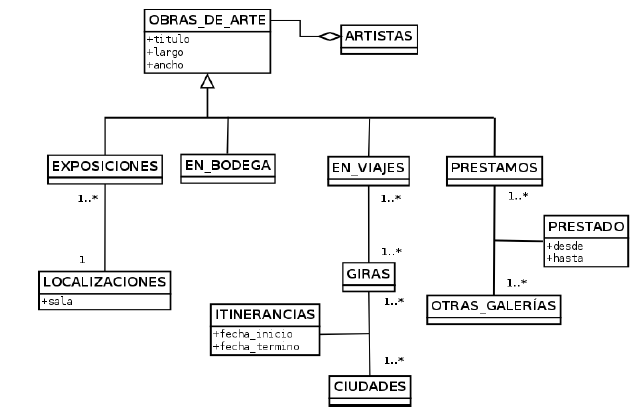 OBRAS_DE_ARTE
+titulo
+largo
+ancho
ARTISTAS
EXPOSICIONES
EN_BODEGA
EN_VIAJES
PRESTAMOS
1..*
1..*
1..*
PRESTADO
+desde
+hasta
1
1..*
1..*
LOCALIZACIONES
+sala
GIRAS
OTRAS_GALERÍAS
1..*
ITINERANCIAS
+fecha_inicio
+fecha_termino
1..*
CIUDADES